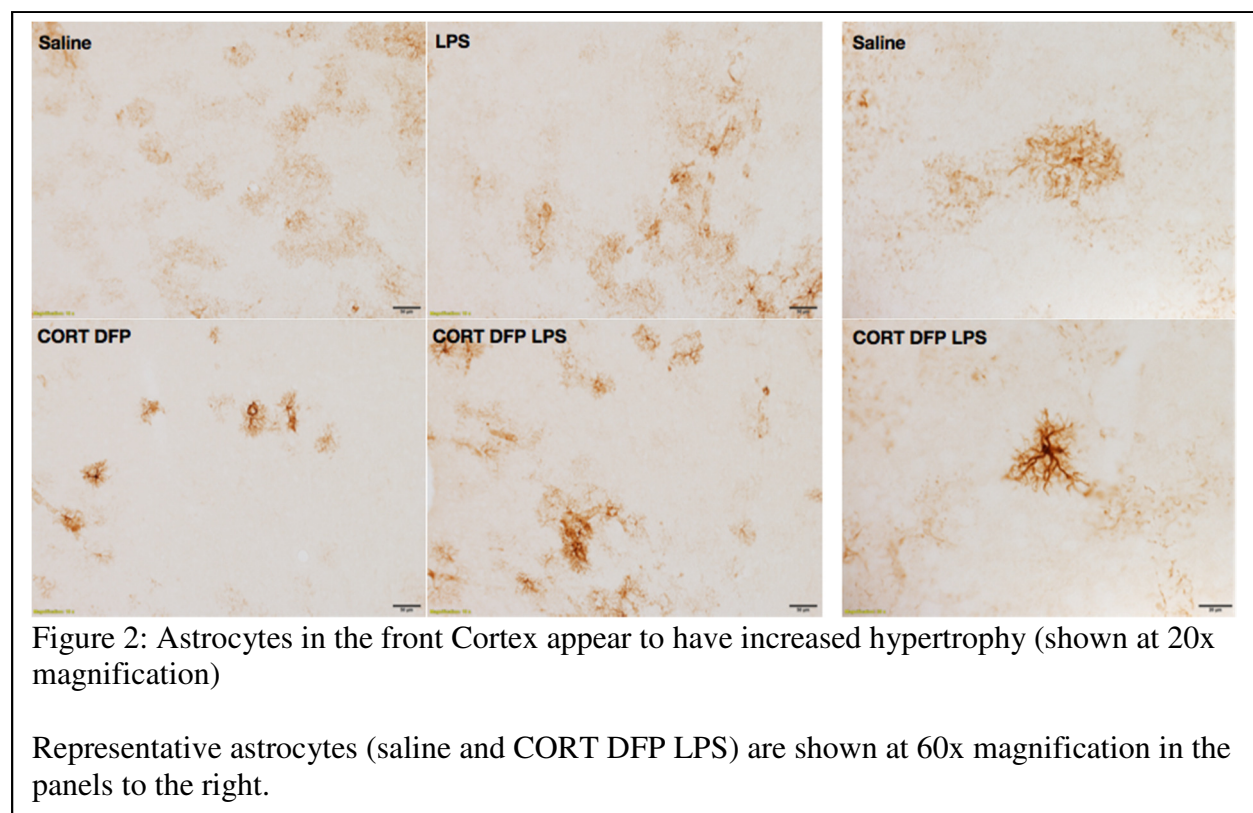 Saline
LPS
Saline
CORT DFP
CORT DFP LPS
CORT DFP LPS
Figure 2: Astrocytes in the front Cortex appear to have increased hypertrophy (shown at 20x
magnification)
Representative astrocytes (saline and CORT DFP LPS) are shown at 60x magnification in the
panels to the right.